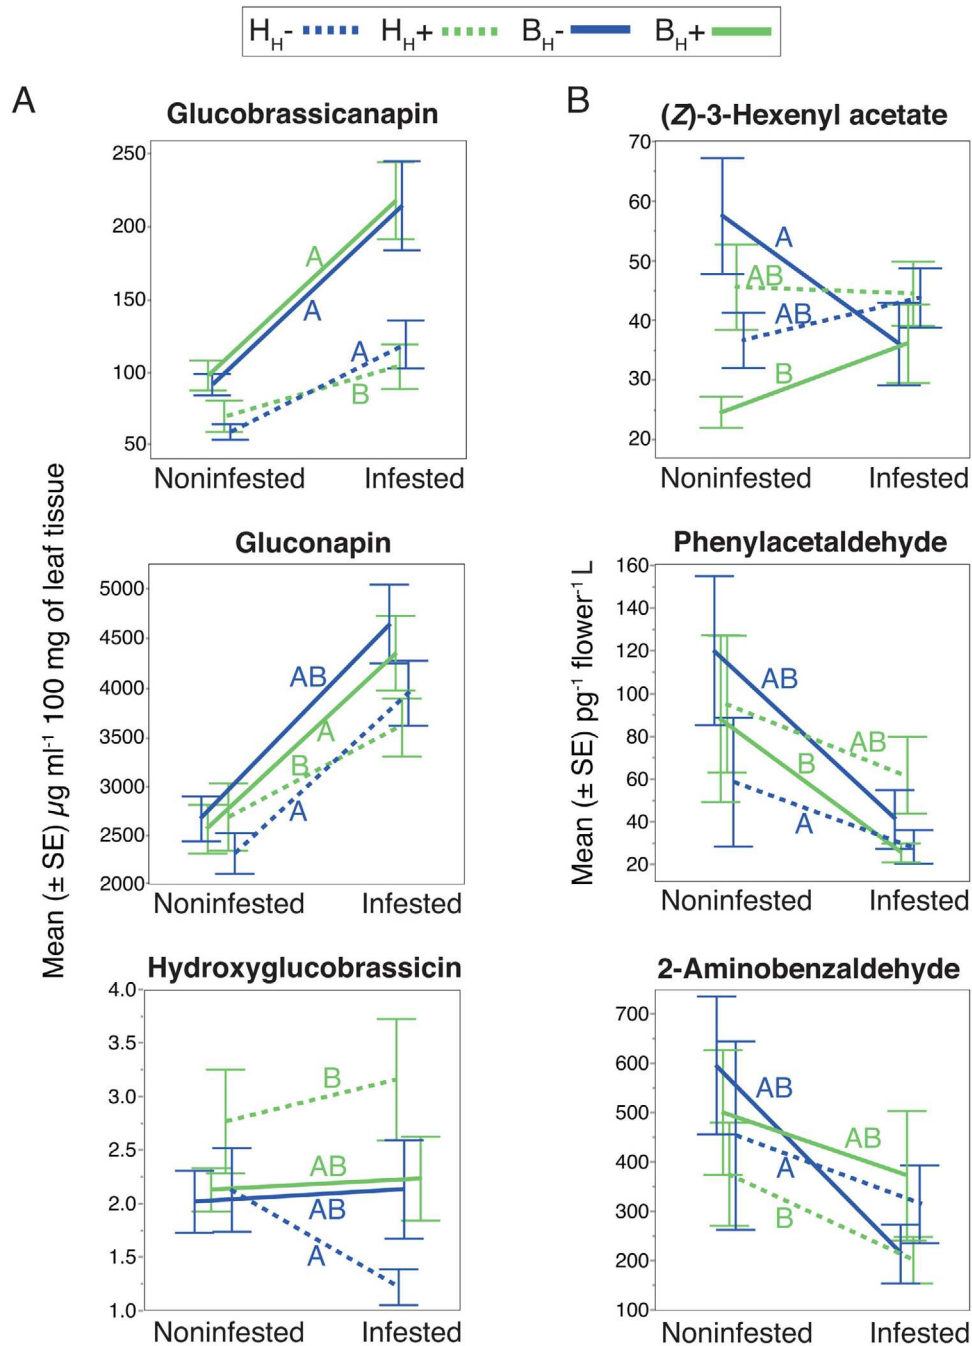 H_H- H_H+ B_H- B_H+
A
Glucobrassicanapin
250
200
150
100
50
A
A
A
B
Noninfested Infested
Gluconapin
5000
4500
4000
3500
3000
2500
2000
AB
A
B
A
Noninfested Infested
Hydroxyglucobrassicin
4.0
3.5
3.0
2.5
2.0
1.5
1.0
B
AB
AB
A
Noninfested Infested
Mean (± SE) µg ml⁻¹ 100 mg of leaf tissue
B
(Z)-3-Hexenyl acetate
70
60
50
40
30
20
A
AB
AB
B
Noninfested Infested
Phenylacetaldehyde
160
140
120
100
80
60
40
20
AB
AB
B
A
Noninfested Infested
2-Aminobenzaldehyde
700
600
500
400
300
200
100
AB
AB
A
B
Noninfested Infested
Mean (± SE) pg⁻¹ flower⁻¹ L